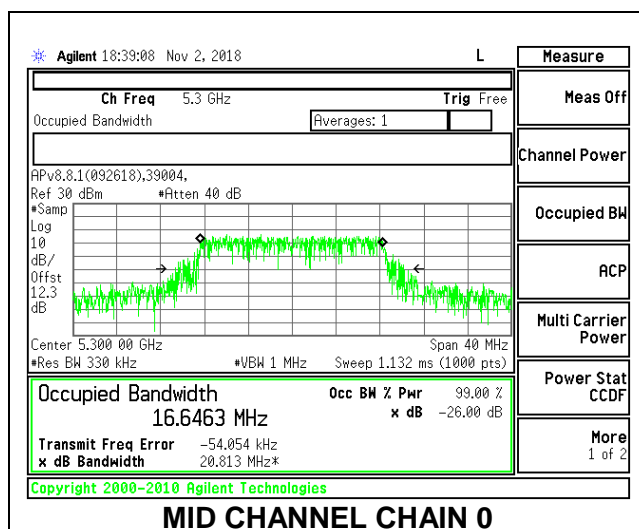 Agilent 18:39:08 Nov 2, 2018 L
Measure
Ch Freq 5.3 GHz Trig Free
Occupied Bandwidth Averages: 1
APv8.8.1(092618),39004,
Ref 30 dBm #Atten 40 dB
#Samp
Log
10
dB/
Offst
12.3
dB
Center 5.300 00 GHz Span 40 MHz
#Res BW 330 kHz #VBW 1 MHz Sweep 1.132 ms (1000 pts)
Occupied Bandwidth Occ BW % Pwr 99.00 %
16.6463 MHz x dB -26.00 dB
Transmit Freq Error -54.054 kHz
x dB Bandwidth 20.813 MHz*
Copyright 2000-2010 Agilent Technologies
Meas Off
Channel Power
Occupied BW
ACP
Multi Carrier
Power
Power Stat
CCDF
More
1 of 2
MID CHANNEL CHAIN 0